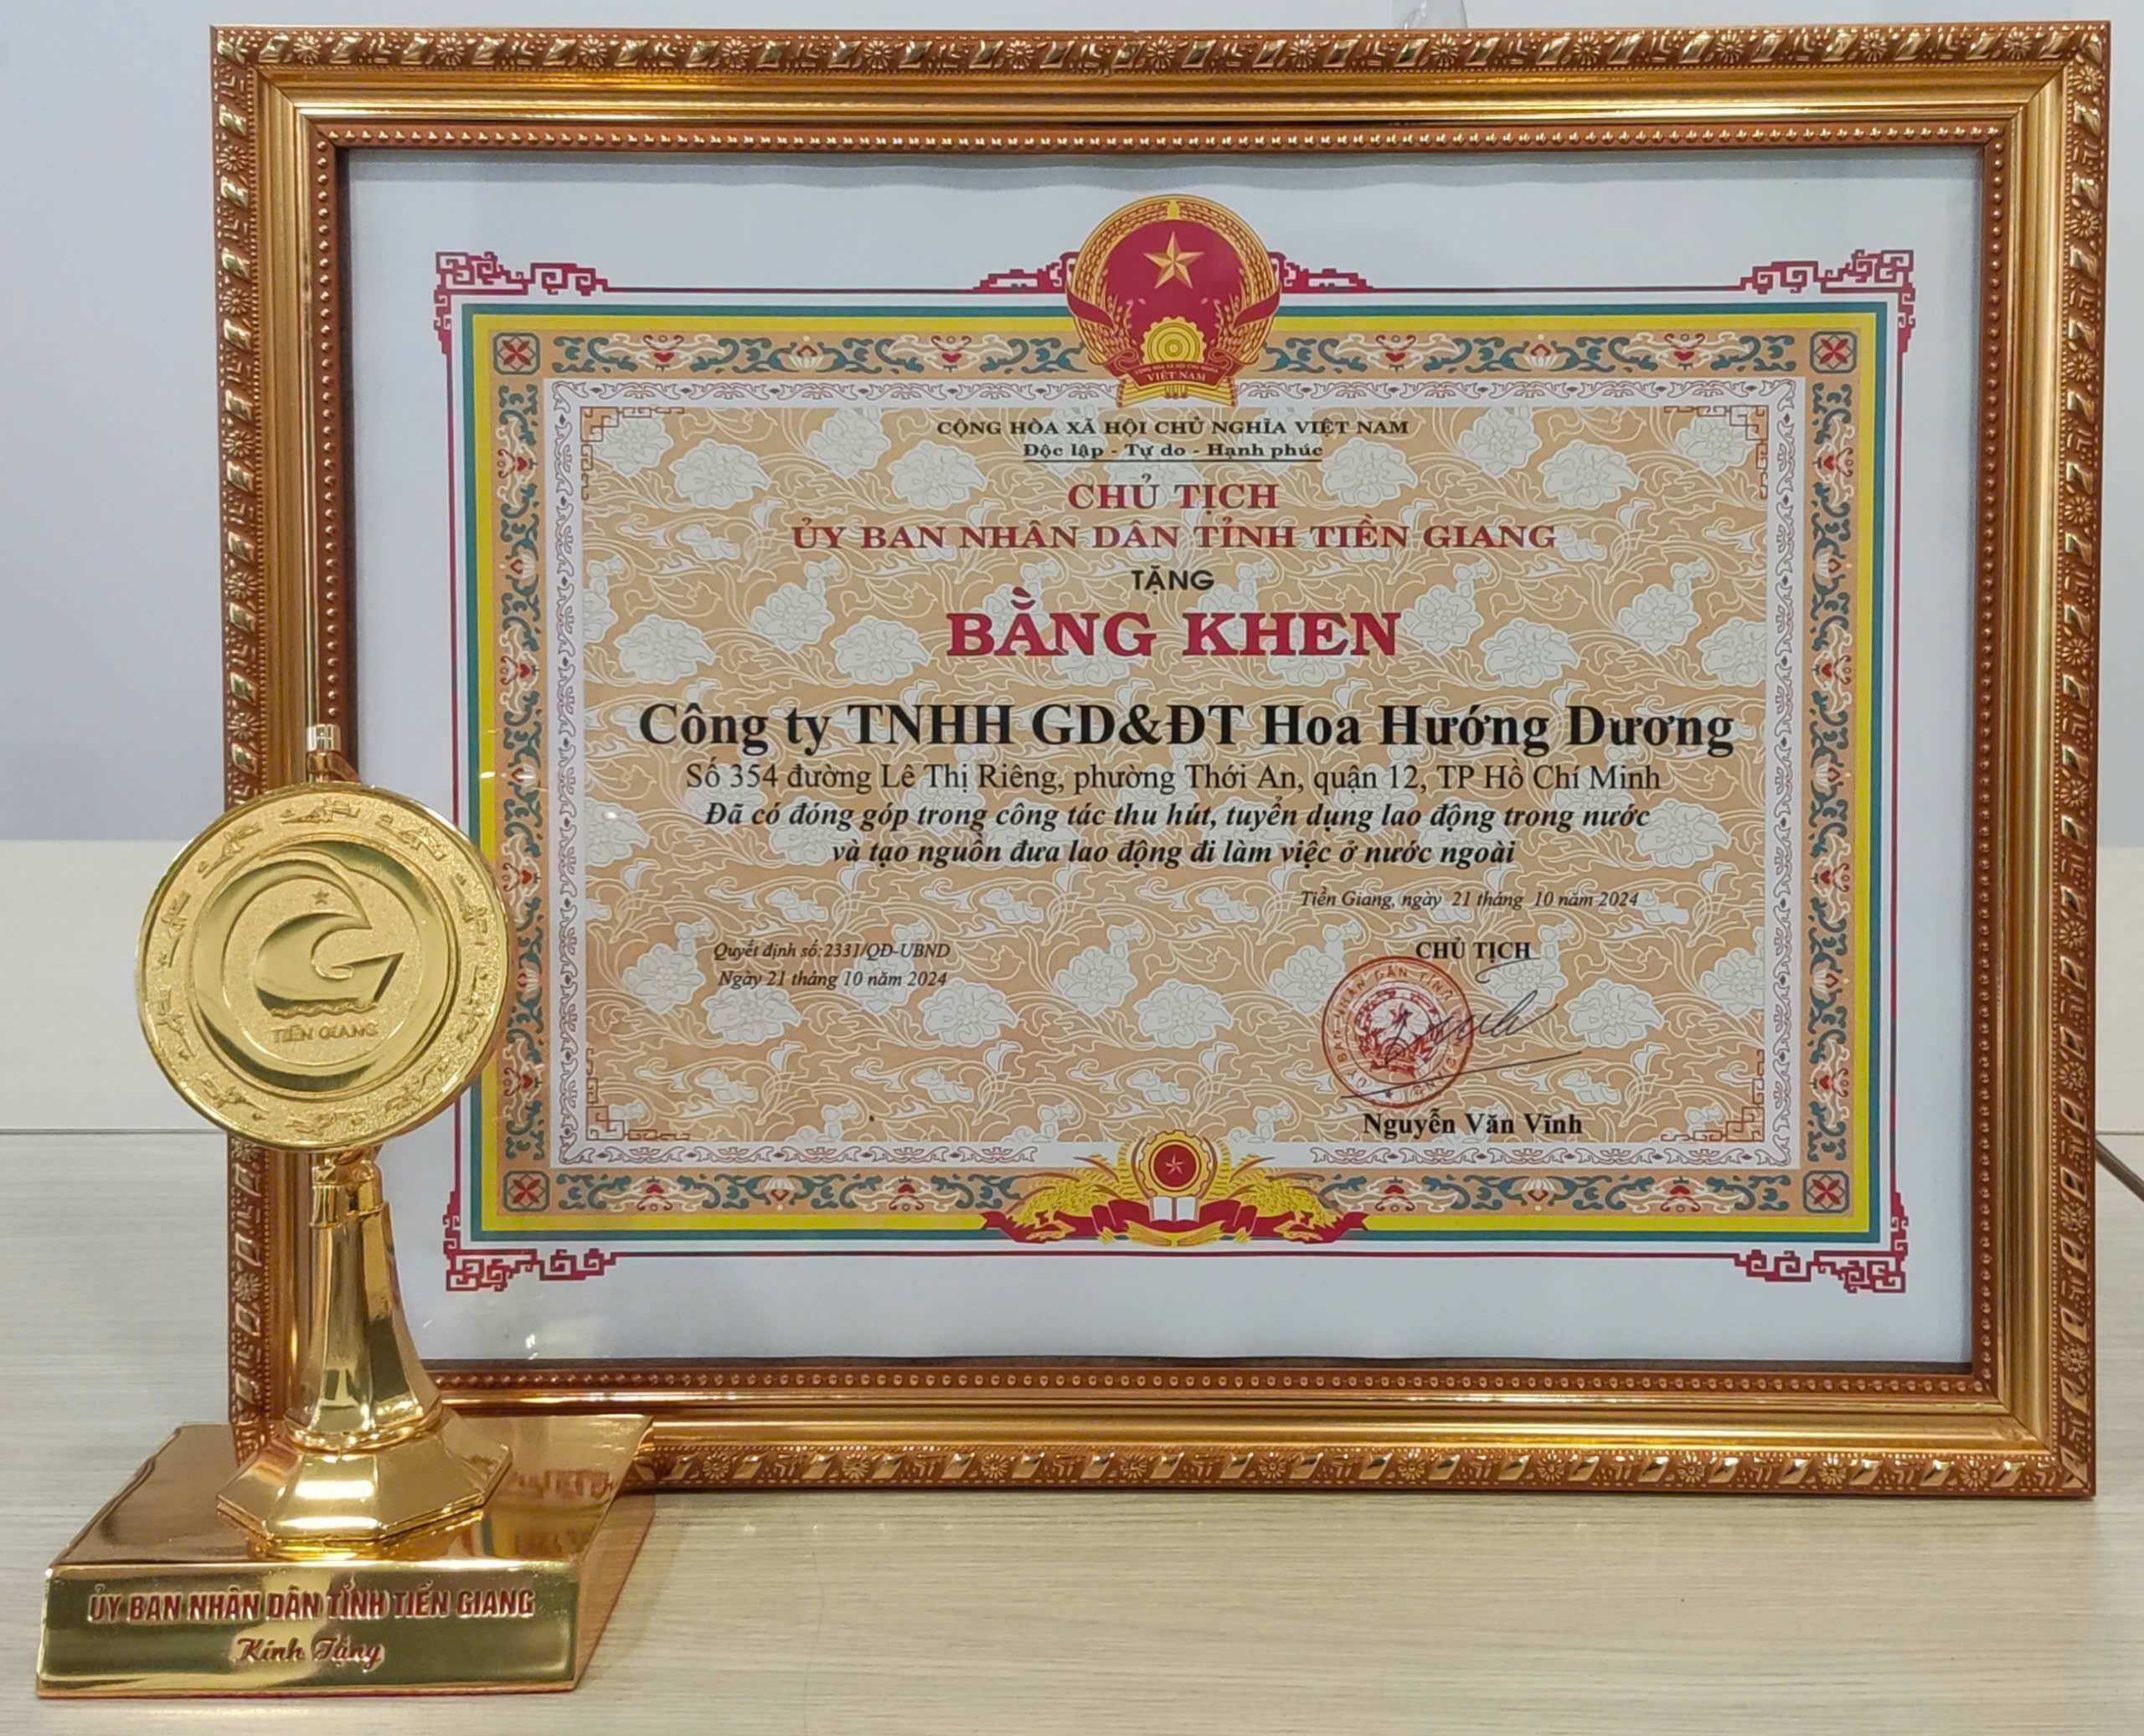 VIỆT NAM
CỘNG HÒA XÃ HỘI CHỦ NGHĨA VIỆT NAM
Độc lập - Tự do - Hạnh phúc
CHỦ TỊCH
ỦY BAN NHÂN DÂN TỈNH TIỀN GIANG
TẶNG
BẰNG KHEN
Công ty TNHH GD&ĐT Hoa Hướng Dương
Số 354 đường Lê Thị Riêng, phường Thới An, quận 12, TP Hồ Chí Minh
Đã có đóng góp trong công tác thu hút, tuyển dụng lao động trong nước
và tạo nguồn đưa lao động đi làm việc ở nước ngoài
Tiền Giang, ngày 21 tháng 10 năm 2024
Quyết định số:2331/QĐ-UBND
Ngày 21 tháng 10 năm 2024
CHỦ TỊCH
Nguyễn Văn Vĩnh
TIỀN GIANG
ỦY BAN NHÂN DÂN TỈNH TIỀN GIANG
Kính Tặng